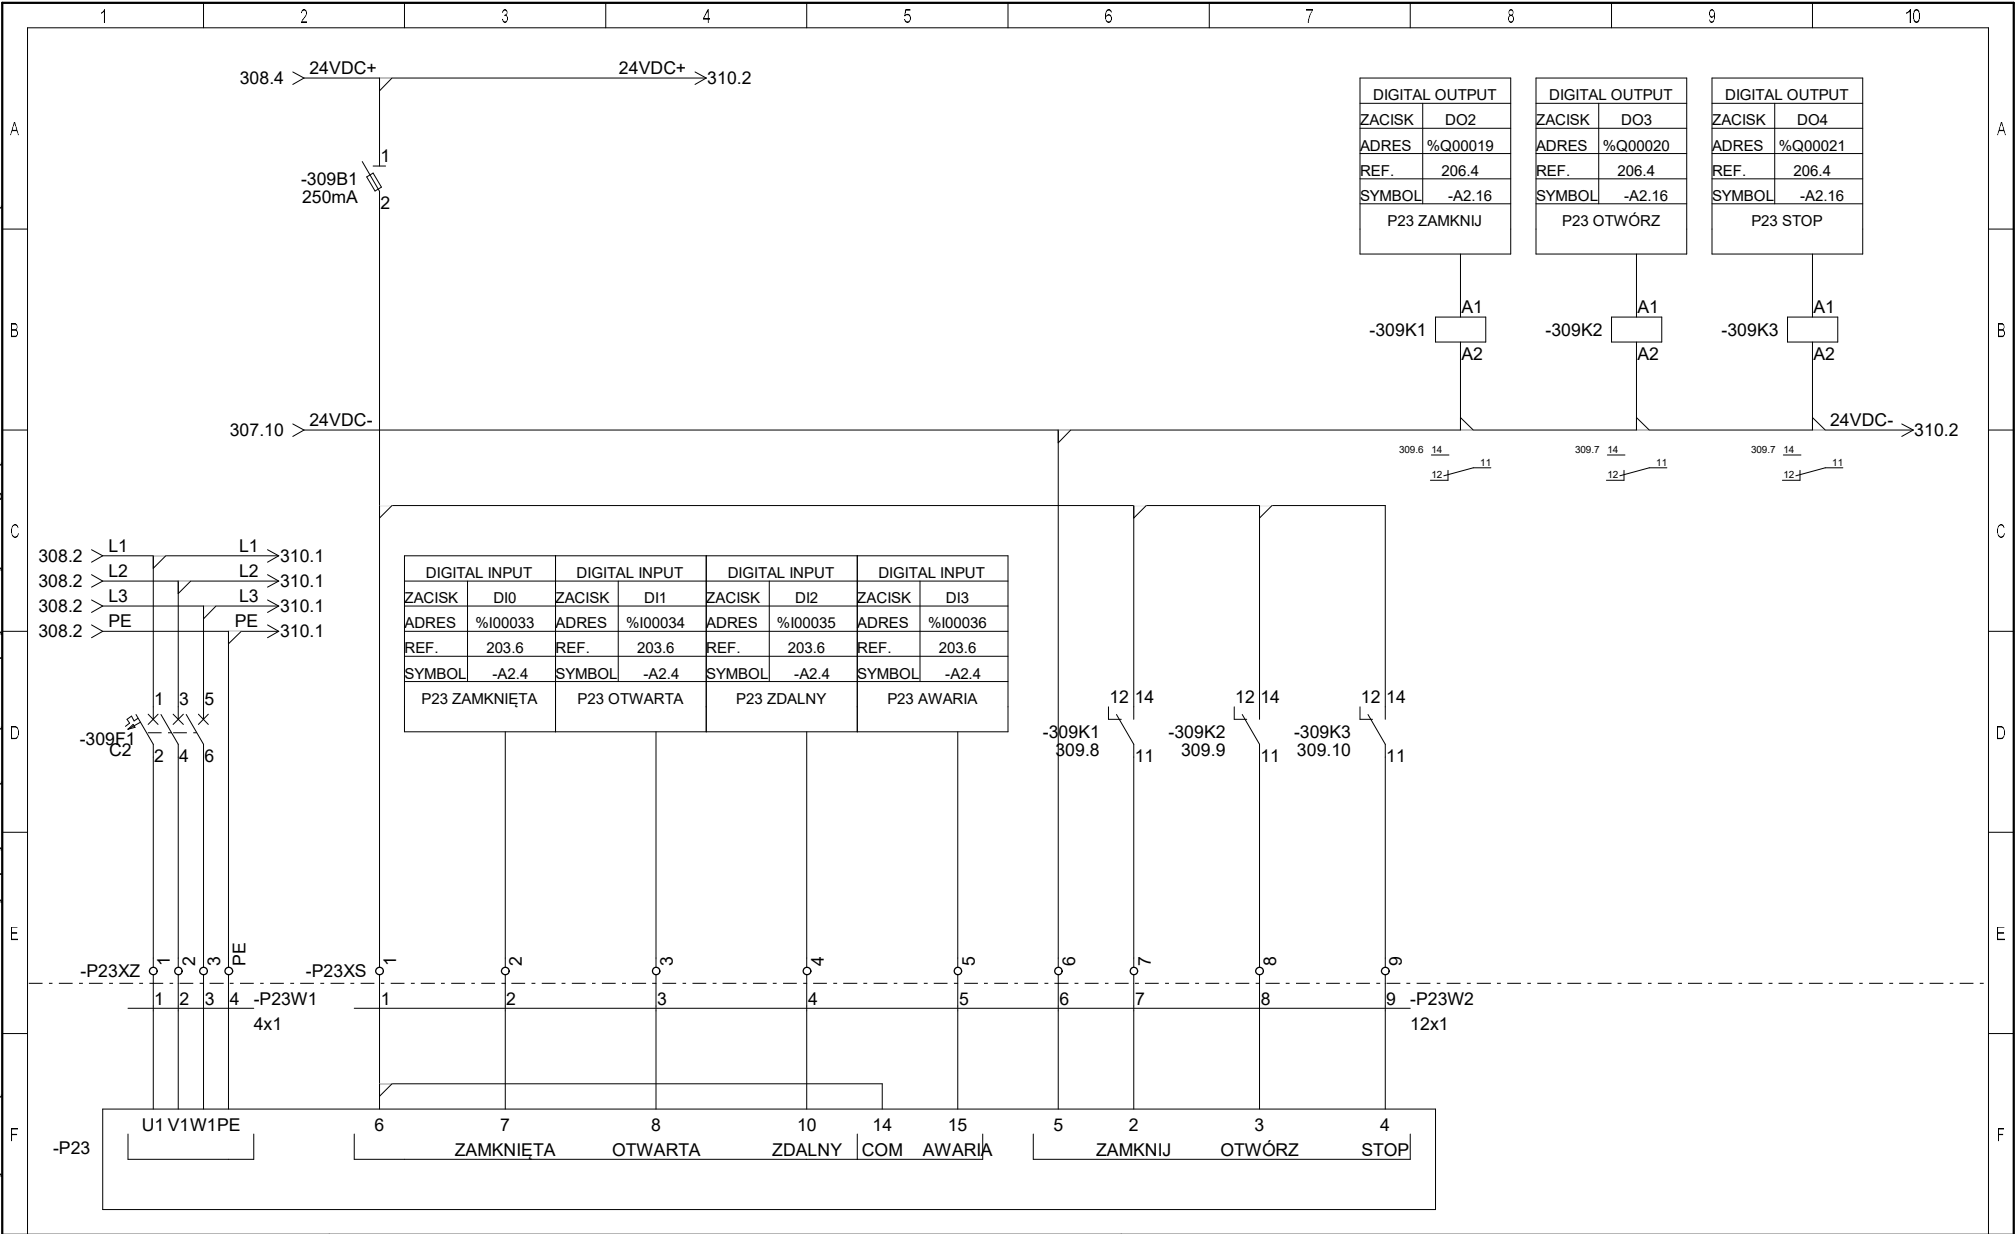 1 2 3 4 5 6 7 8 9 10
308.4 24VDC+ 24VDC+ 310.2
A A
-309B1
250mA
1
2
DIGITAL OUTPUT
ZACISK DO2
ADRES %Q00019
REF. 206.4
SYMBOL -A2.16
P23 ZAMKNIJ
DIGITAL OUTPUT
ZACISK DO3
ADRES %Q00020
REF. 206.4
SYMBOL -A2.16
P23 OTWÓRZ
DIGITAL OUTPUT
ZACISK DO4
ADRES %Q00021
REF. 206.4
SYMBOL -A2.16
P23 STOP
B B
A1 A1 A1
-309K1 -309K2 -309K3
A2 A2 A2
307.10 24VDC- 24VDC- 310.2
309.6 14
12 11
309.7 14
12 11
309.7 14
12 11
C C
308.2 L1 L1 310.1
308.2 L2 L2 310.1
308.2 L3 L3 310.1
308.2 PE PE 310.1
DIGITAL INPUT
ZACISK DI0
ADRES %I00033
REF. 203.6
SYMBOL -A2.4
P23 ZAMKNIĘTA
DIGITAL INPUT
ZACISK DI1
ADRES %I00034
REF. 203.6
SYMBOL -A2.4
P23 OTWARTA
DIGITAL INPUT
ZACISK DI2
ADRES %I00035
REF. 203.6
SYMBOL -A2.4
P23 ZDALNY
DIGITAL INPUT
ZACISK DI3
ADRES %I00036
REF. 203.6
SYMBOL -A2.4
P23 AWARIA
D D
1 3 5
-309F1
C2
2 4 6
12 14
-309K1
309.8
11
12 14
-309K2
309.9
11
12 14
-309K3
309.10
11
E E
-P23XZ 1 2 3 PE
-P23XS 1 2 3 4 5 6 7 8 9
1 2 3 4 -P23W1
4x1
1 2 3 4 5 6 7 8 9 -P23W2
12x1
F F
-P23
U1 V1 W1 PE
6 7 8 10 14 15 5 2 3 4
ZAMKNIĘTA OTWARTA ZDALNY COM AWARIA ZAMKNIJ OTWÓRZ STOP